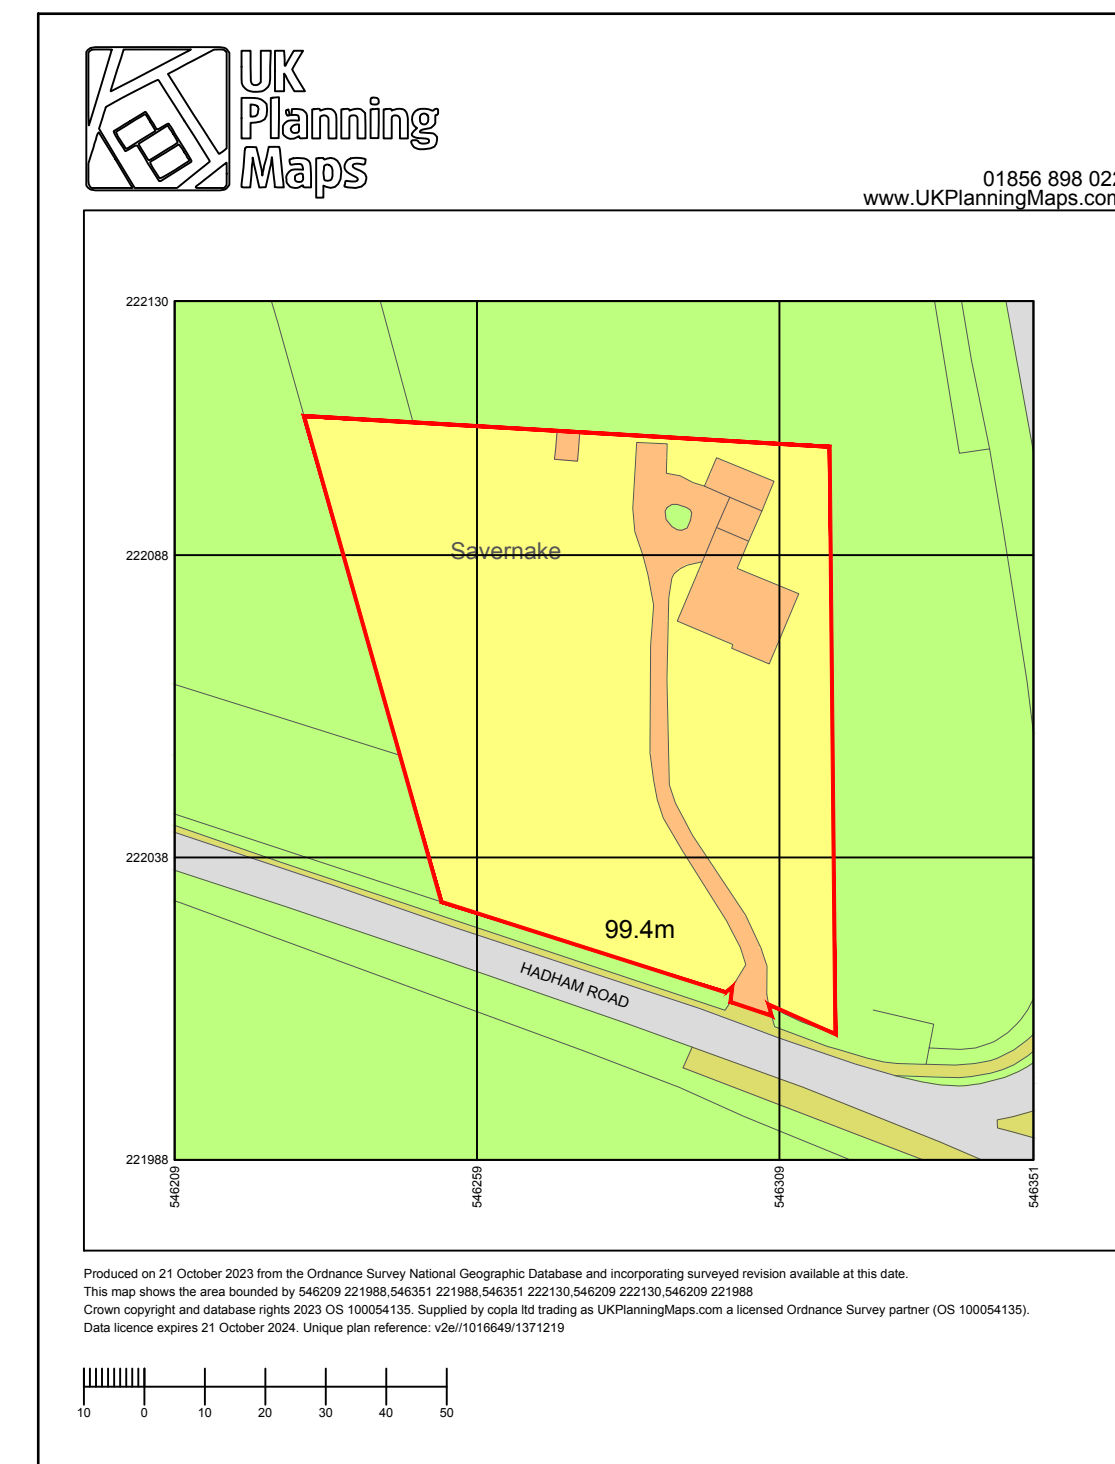 UK
Planning
Maps
01856 898 022
www.UKPlanningMaps.com
222130
222088
Savernake
222038
99.4m
HADHAM ROAD
221988
546209
546259
546309
546351
Produced on 21 October 2023 from the Ordnance Survey National Geographic Database and incorporating surveyed revision available at this date.
This map shows the area bounded by 546209 221988,546351 221988,546351 222130,546209 222130,546209 221988
Crown copyright and database rights 2023 OS 100054135. Supplied by copla ltd trading as UKPlanningMaps.com a licensed Ordnance Survey partner (OS 100054135).
Data licence expires 21 October 2024. Unique plan reference: v2e//1016649/1371219
10 0 10 20 30 40 50